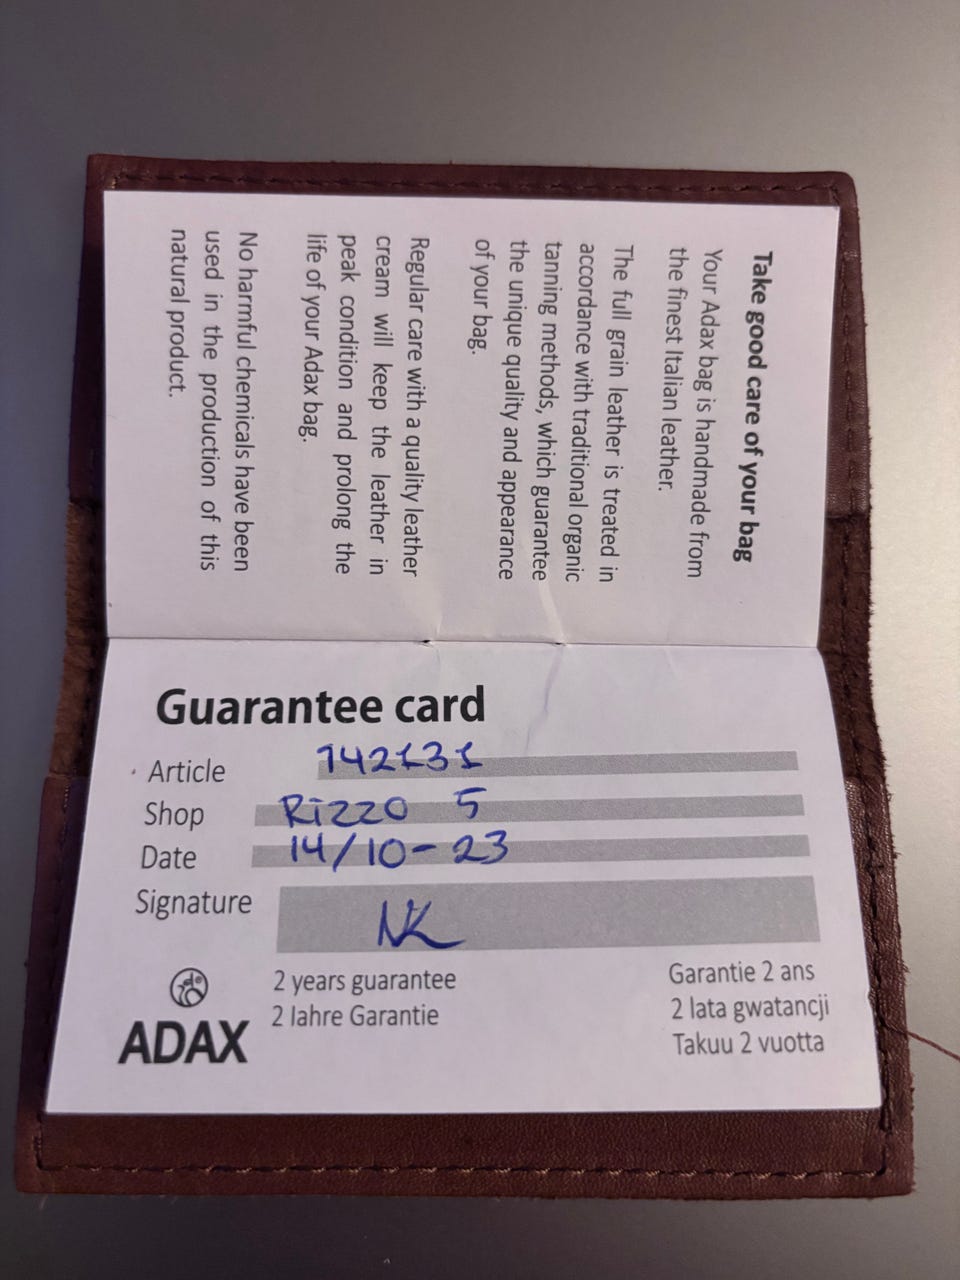 Take good care of your bag
Your Adax bag is handmade from
the finest Italian leather.
The full grain leather is treated in
accordance with traditional organic
tanning methods, which guarantee
the unique quality and appearance
of your bag.
Regular care with a quality leather
cream will keep the leather in
peak condition and prolong the
life of your Adax bag.
No harmful chemicals have been
used in the production of this
natural product.
Guarantee card
Article 142131
Shop Rizzo 5
Date 14/10-23
Signature NK
2 years guarantee
2 lahre Garantie
Garantie 2 ans
2 lata gwatancji
Takuu 2 vuotta
ADAX